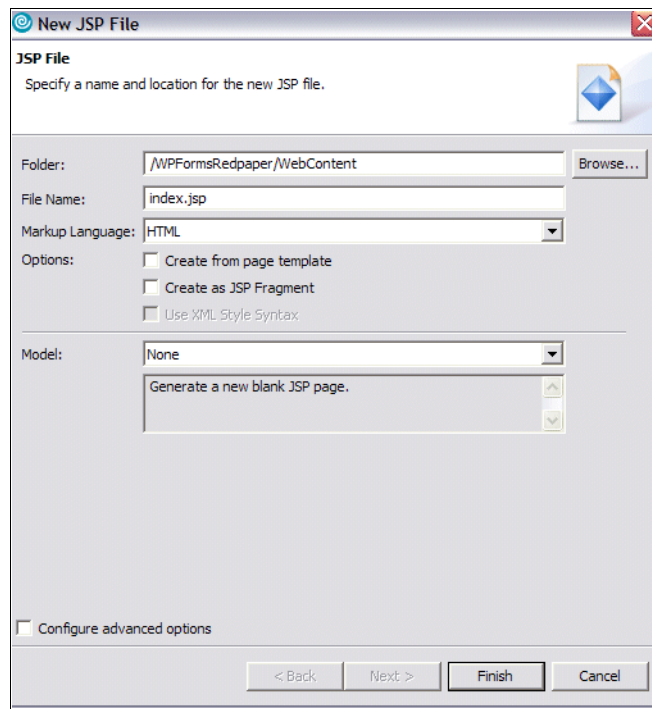 New JSP File
JSP File
Specify a name and location for the new JSP file.
Folder: /WPFormsRedpaper/WebContent Browse...
File Name: index.jsp
Markup Language: HTML
Options: Create from page template
Create as JSP Fragment
Use XML Style Syntax
Model: None
Generate a new blank JSP page.
Configure advanced options
< Back Next > Finish Cancel